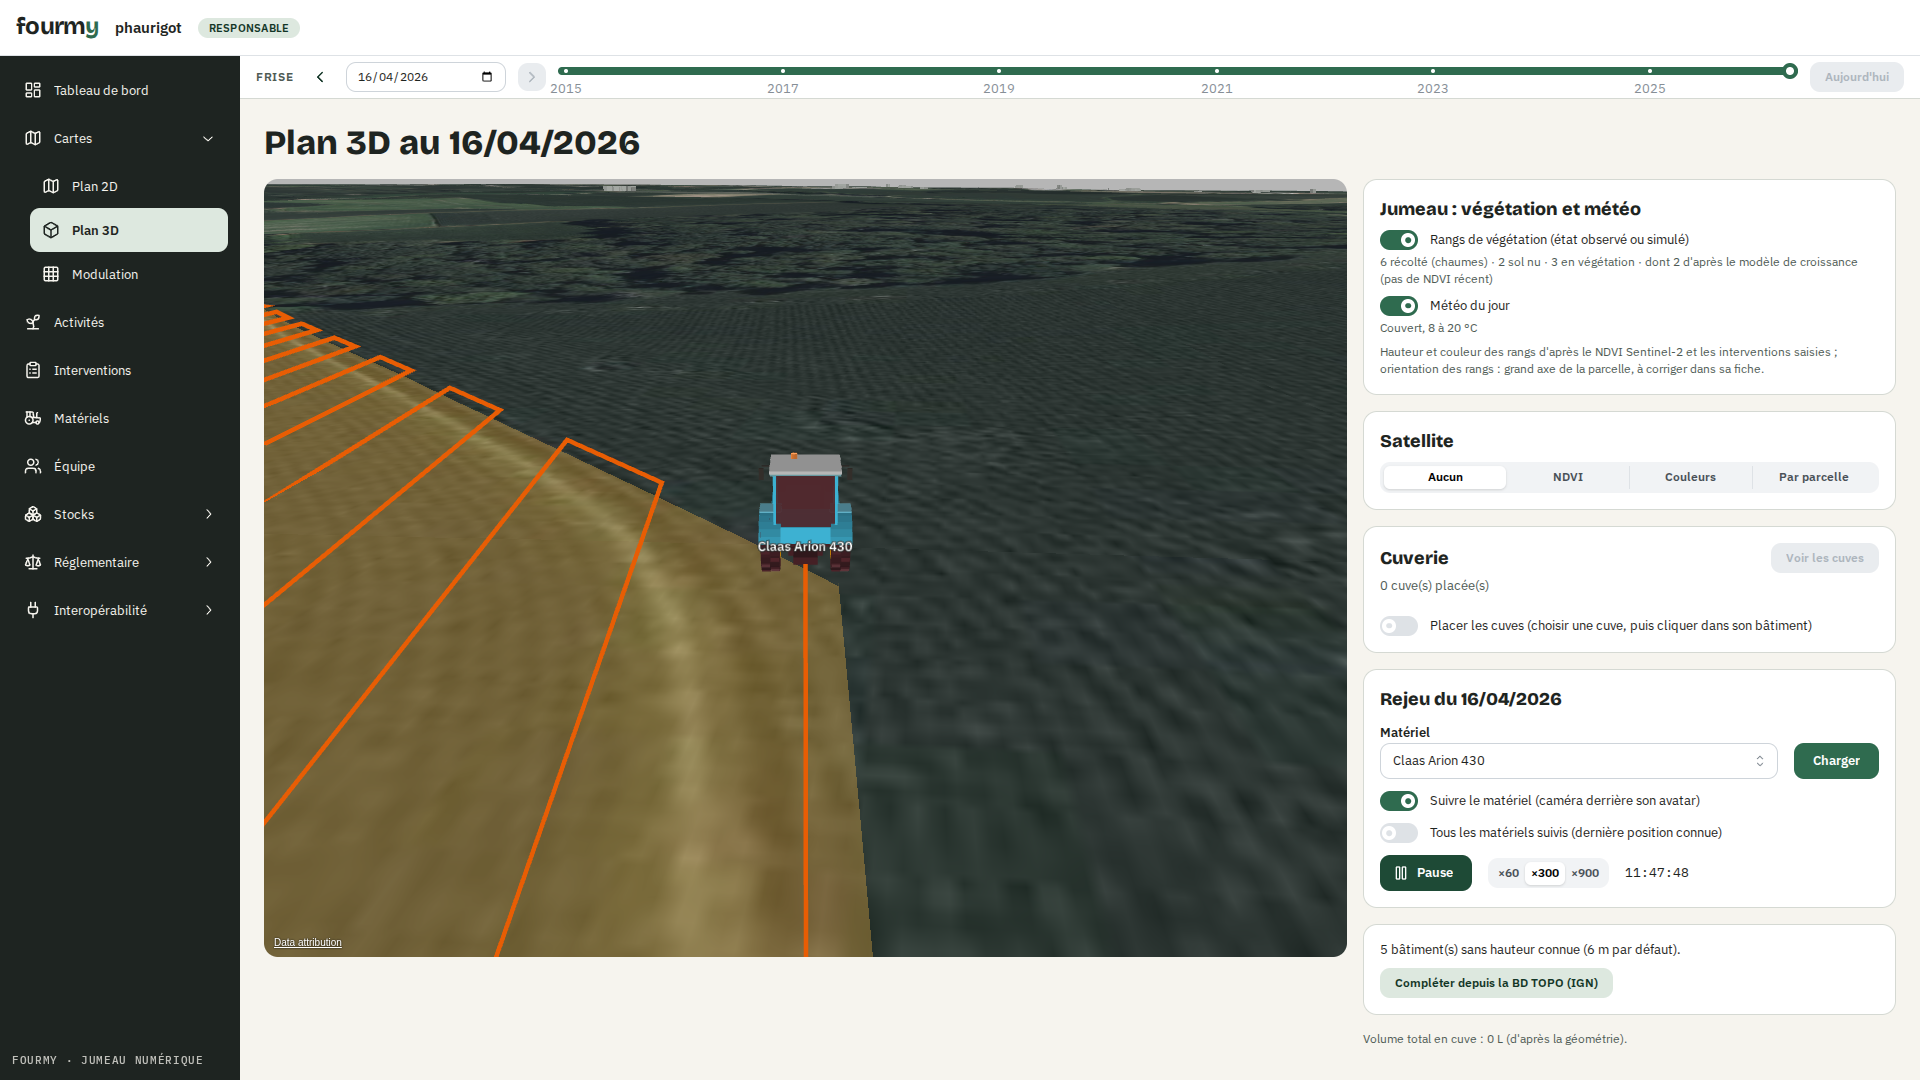 fourmy
phaurigot
RESPONSABLE
FRISE
16/04/2026
2015
2017
2019
2021
2023
2025
Aujourd'hui
Tableau de bord
Cartes
Plan 2D
Plan 3D
Modulation
Activités
Interventions
Matériels
Équipe
Stocks
Réglementaire
Interopérabilité
FOURMY · JUMEAU NUMÉRIQUE
Plan 3D au 16/04/2026
Claas Arion 430
Data attribution
Jumeau : végétation et météo
Rangs de végétation (état observé ou simulé)
6 récolté (chaumes) · 2 sol nu · 3 en végétation · dont 2 d'après le modèle de croissance
(pas de NDVI récent)
Météo du jour
Couvert, 8 à 20 °C
Hauteur et couleur des rangs d'après le NDVI Sentinel-2 et les interventions saisies ;
orientation des rangs : grand axe de la parcelle, à corriger dans sa fiche.
Satellite
Aucun
NDVI
Couleurs
Par parcelle
Cuverie
Voir les cuves
0 cuve(s) placée(s)
Placer les cuves (choisir une cuve, puis cliquer dans son bâtiment)
Rejeu du 16/04/2026
Matériel
Claas Arion 430
Charger
Suivre le matériel (caméra derrière son avatar)
Tous les matériels suivis (dernière position connue)
Pause
×60
×300
×900
11:47:48
5 bâtiment(s) sans hauteur connue (6 m par défaut).
Compléter depuis la BD TOPO (IGN)
Volume total en cuve : 0 L (d'après la géométrie).